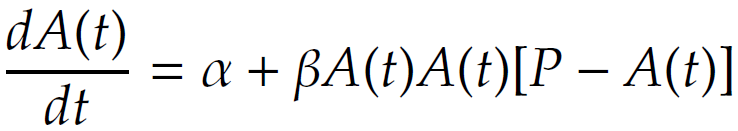 dA(t)/dt = α + βA(t)A(t)[P − A(t)]